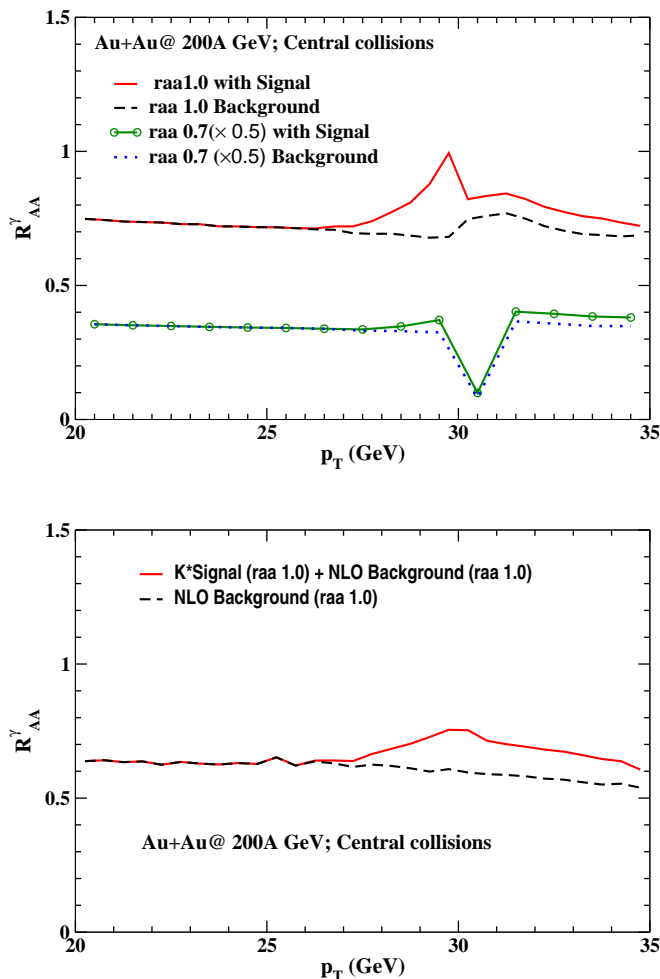 1.5
Au+Au@ 200A GeV; Central collisions
raa1.0 with Signal
raa 1.0 Background
raa 0.7(× 0.5) with Signal
raa 0.7 (×0.5) Background
1
R^γ_AA
0.5
0
20 25 30 35
p_T (GeV)
1.5
K*Signal (raa 1.0) + NLO Background (raa 1.0)
NLO Background (raa 1.0)
1
R^γ_AA
0.5
Au+Au@ 200A GeV; Central collisions
0
20 25 30 35
p_T (GeV)